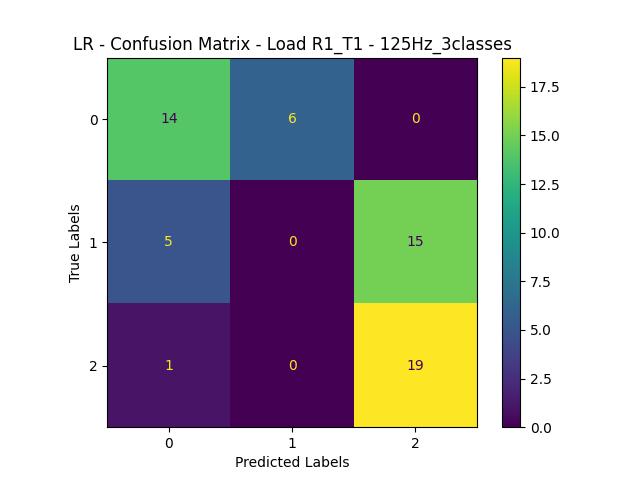 LR - Confusion Matrix - Load R1_T1 - 125Hz_3classes
True Labels
0 14 6 0
1 5 0 15
2 1 0 19
0 1 2
Predicted Labels
17.5
15.0
12.5
10.0
7.5
5.0
2.5
0.0